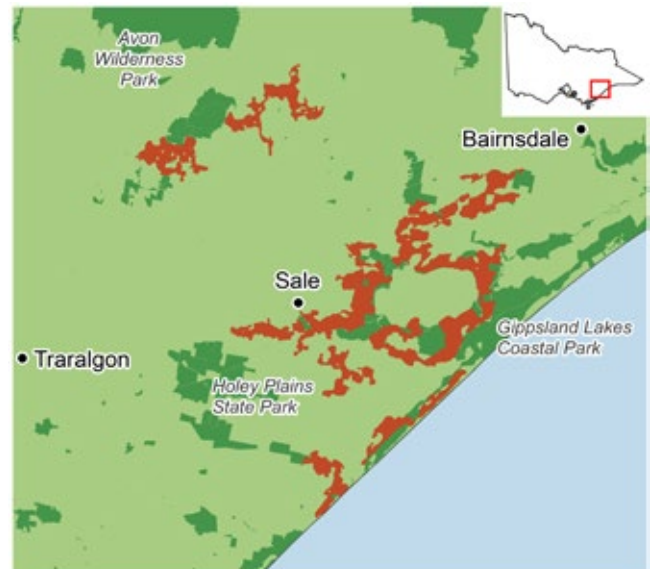 Avon
Wilderness
Park
Bairnsdale
Sale
Gippsland Lakes
Coastal Park
Traralgon
Holey Plains
State Park